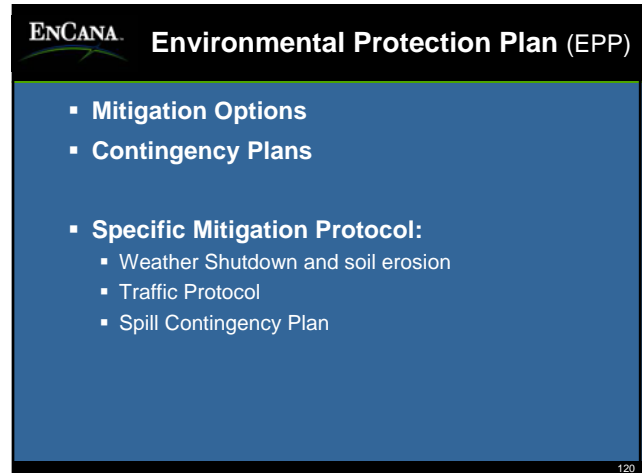 ENCANA.
Environmental Protection Plan (EPP)
▪ Mitigation Options
▪ Contingency Plans
▪ Specific Mitigation Protocol:
▪ Weather Shutdown and soil erosion
▪ Traffic Protocol
▪ Spill Contingency Plan
120